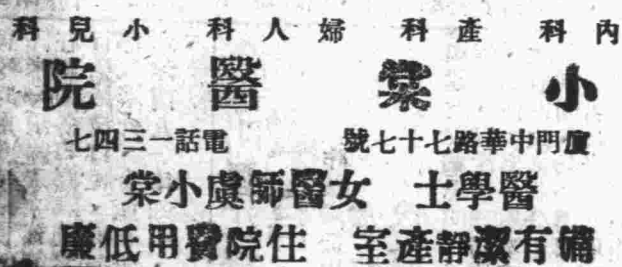 內科 產科 婦人科 小兒科
小棠醫院
廈門中華路七十七號 電話一三四七
醫學士 女醫師虞小棠
備有潔靜產室 住院費用低廉